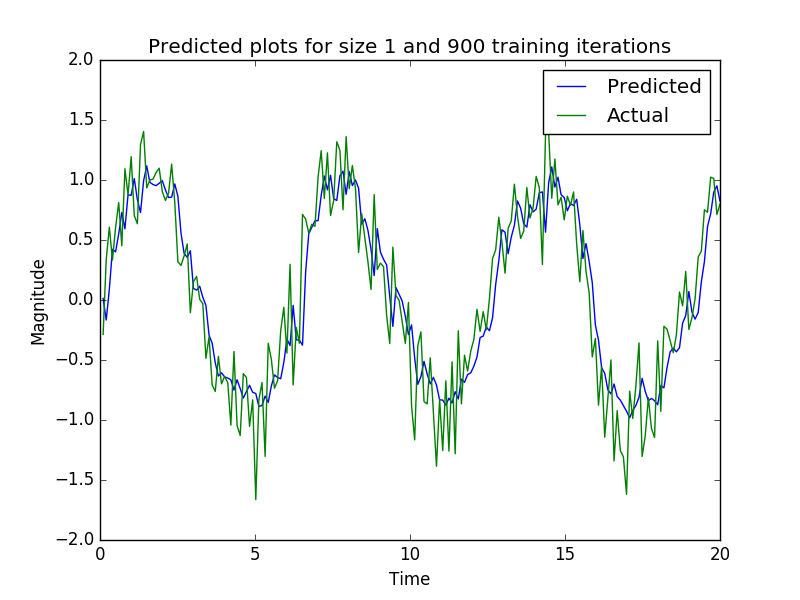 Predicted plots for size 1 and 900 training iterations
Predicted
Actual
2.0
1.5
1.0
0.5
0.0
−0.5
−1.0
−1.5
−2.0
Magnitude
0 5 10 15 20
Time